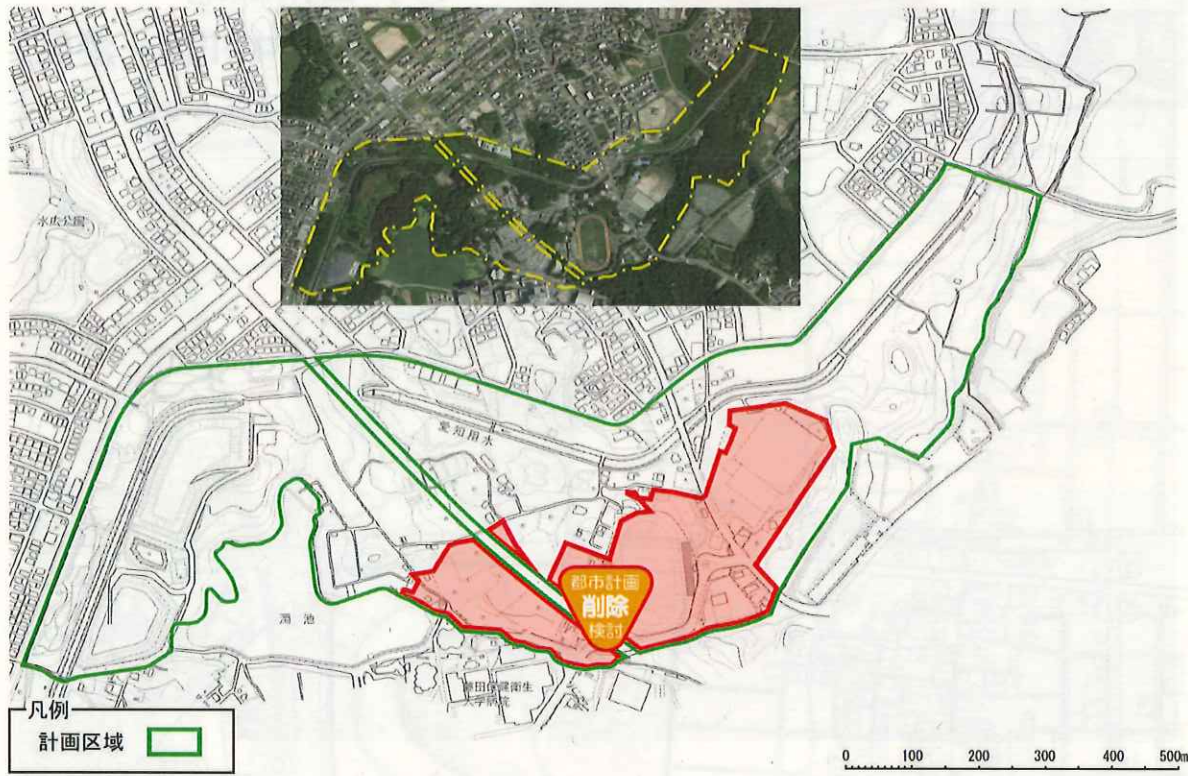 水広公園
愛知用水
都市計画
削除
検討
濁池
藤田保健衛生
大学病院
凡例
計画区域
0 100 200 300 400 500m